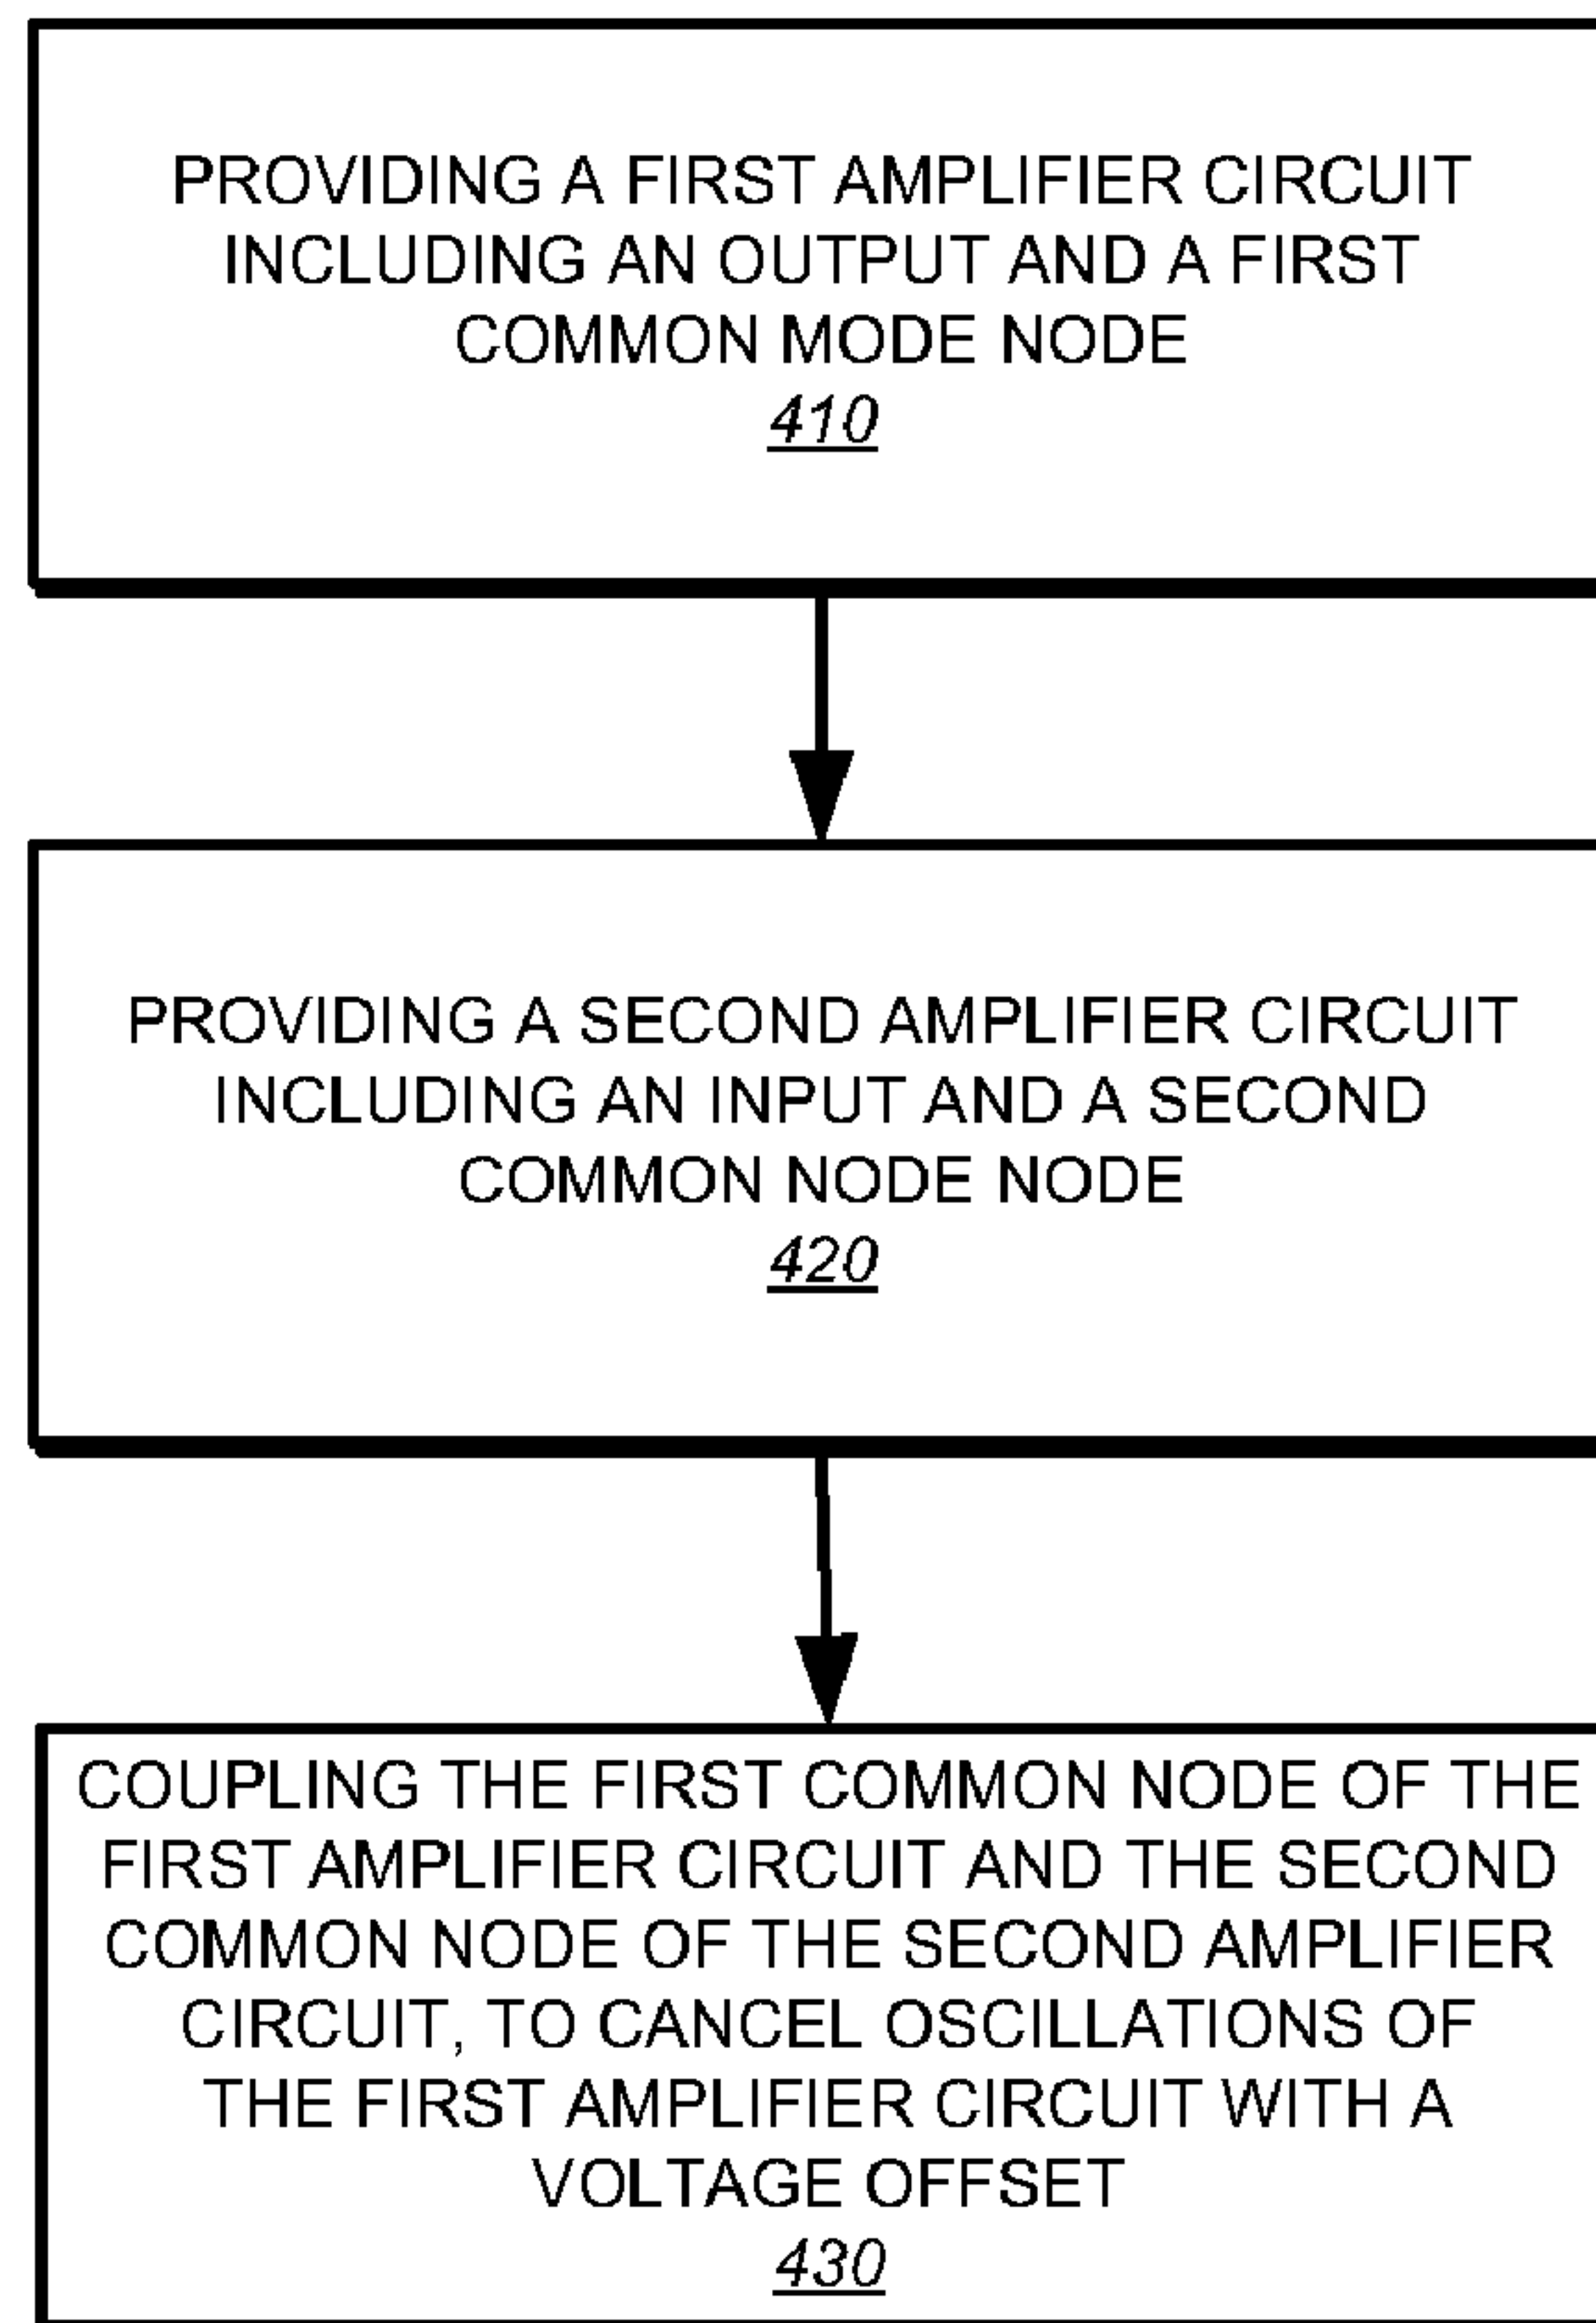 PROVIDING A FIRST AMPLIFIER CIRCUIT
INCLUDING AN OUTPUT AND A FIRST
COMMON MODE NODE
410
PROVIDING A SECOND AMPLIFIER CIRCUIT
INCLUDING AN INPUT AND A SECOND
COMMON NODE NODE
420
COUPLING THE FIRST COMMON NODE OF THE
FIRST AMPLIFIER CIRCUIT AND THE SECOND
COMMON NODE OF THE SECOND AMPLIFIER
CIRCUIT, TO CANCEL OSCILLATIONS OF
THE FIRST AMPLIFIER CIRCUIT WITH A
VOLTAGE OFFSET
430